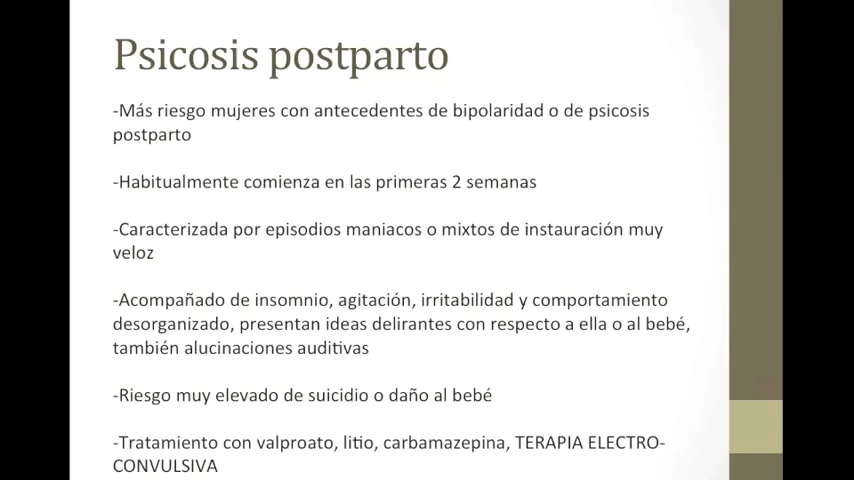 Psicosis postparto
-Más riesgo mujeres con antecedentes de bipolaridad o de psicosis
postparto
-Habitualmente comienza en las primeras 2 semanas
-Caracterizada por episodios maniacos o mixtos de instauración muy
veloz
-Acompañado de insomnio, agitación, irritabilidad y comportamiento
desorganizado, presentan ideas delirantes con respecto a ella o al bebé,
también alucinaciones auditivas
-Riesgo muy elevado de suicidio o daño al bebé
-Tratamiento con valproato, litio, carbamazepina, TERAPIA ELECTRO-
CONVULSIVA